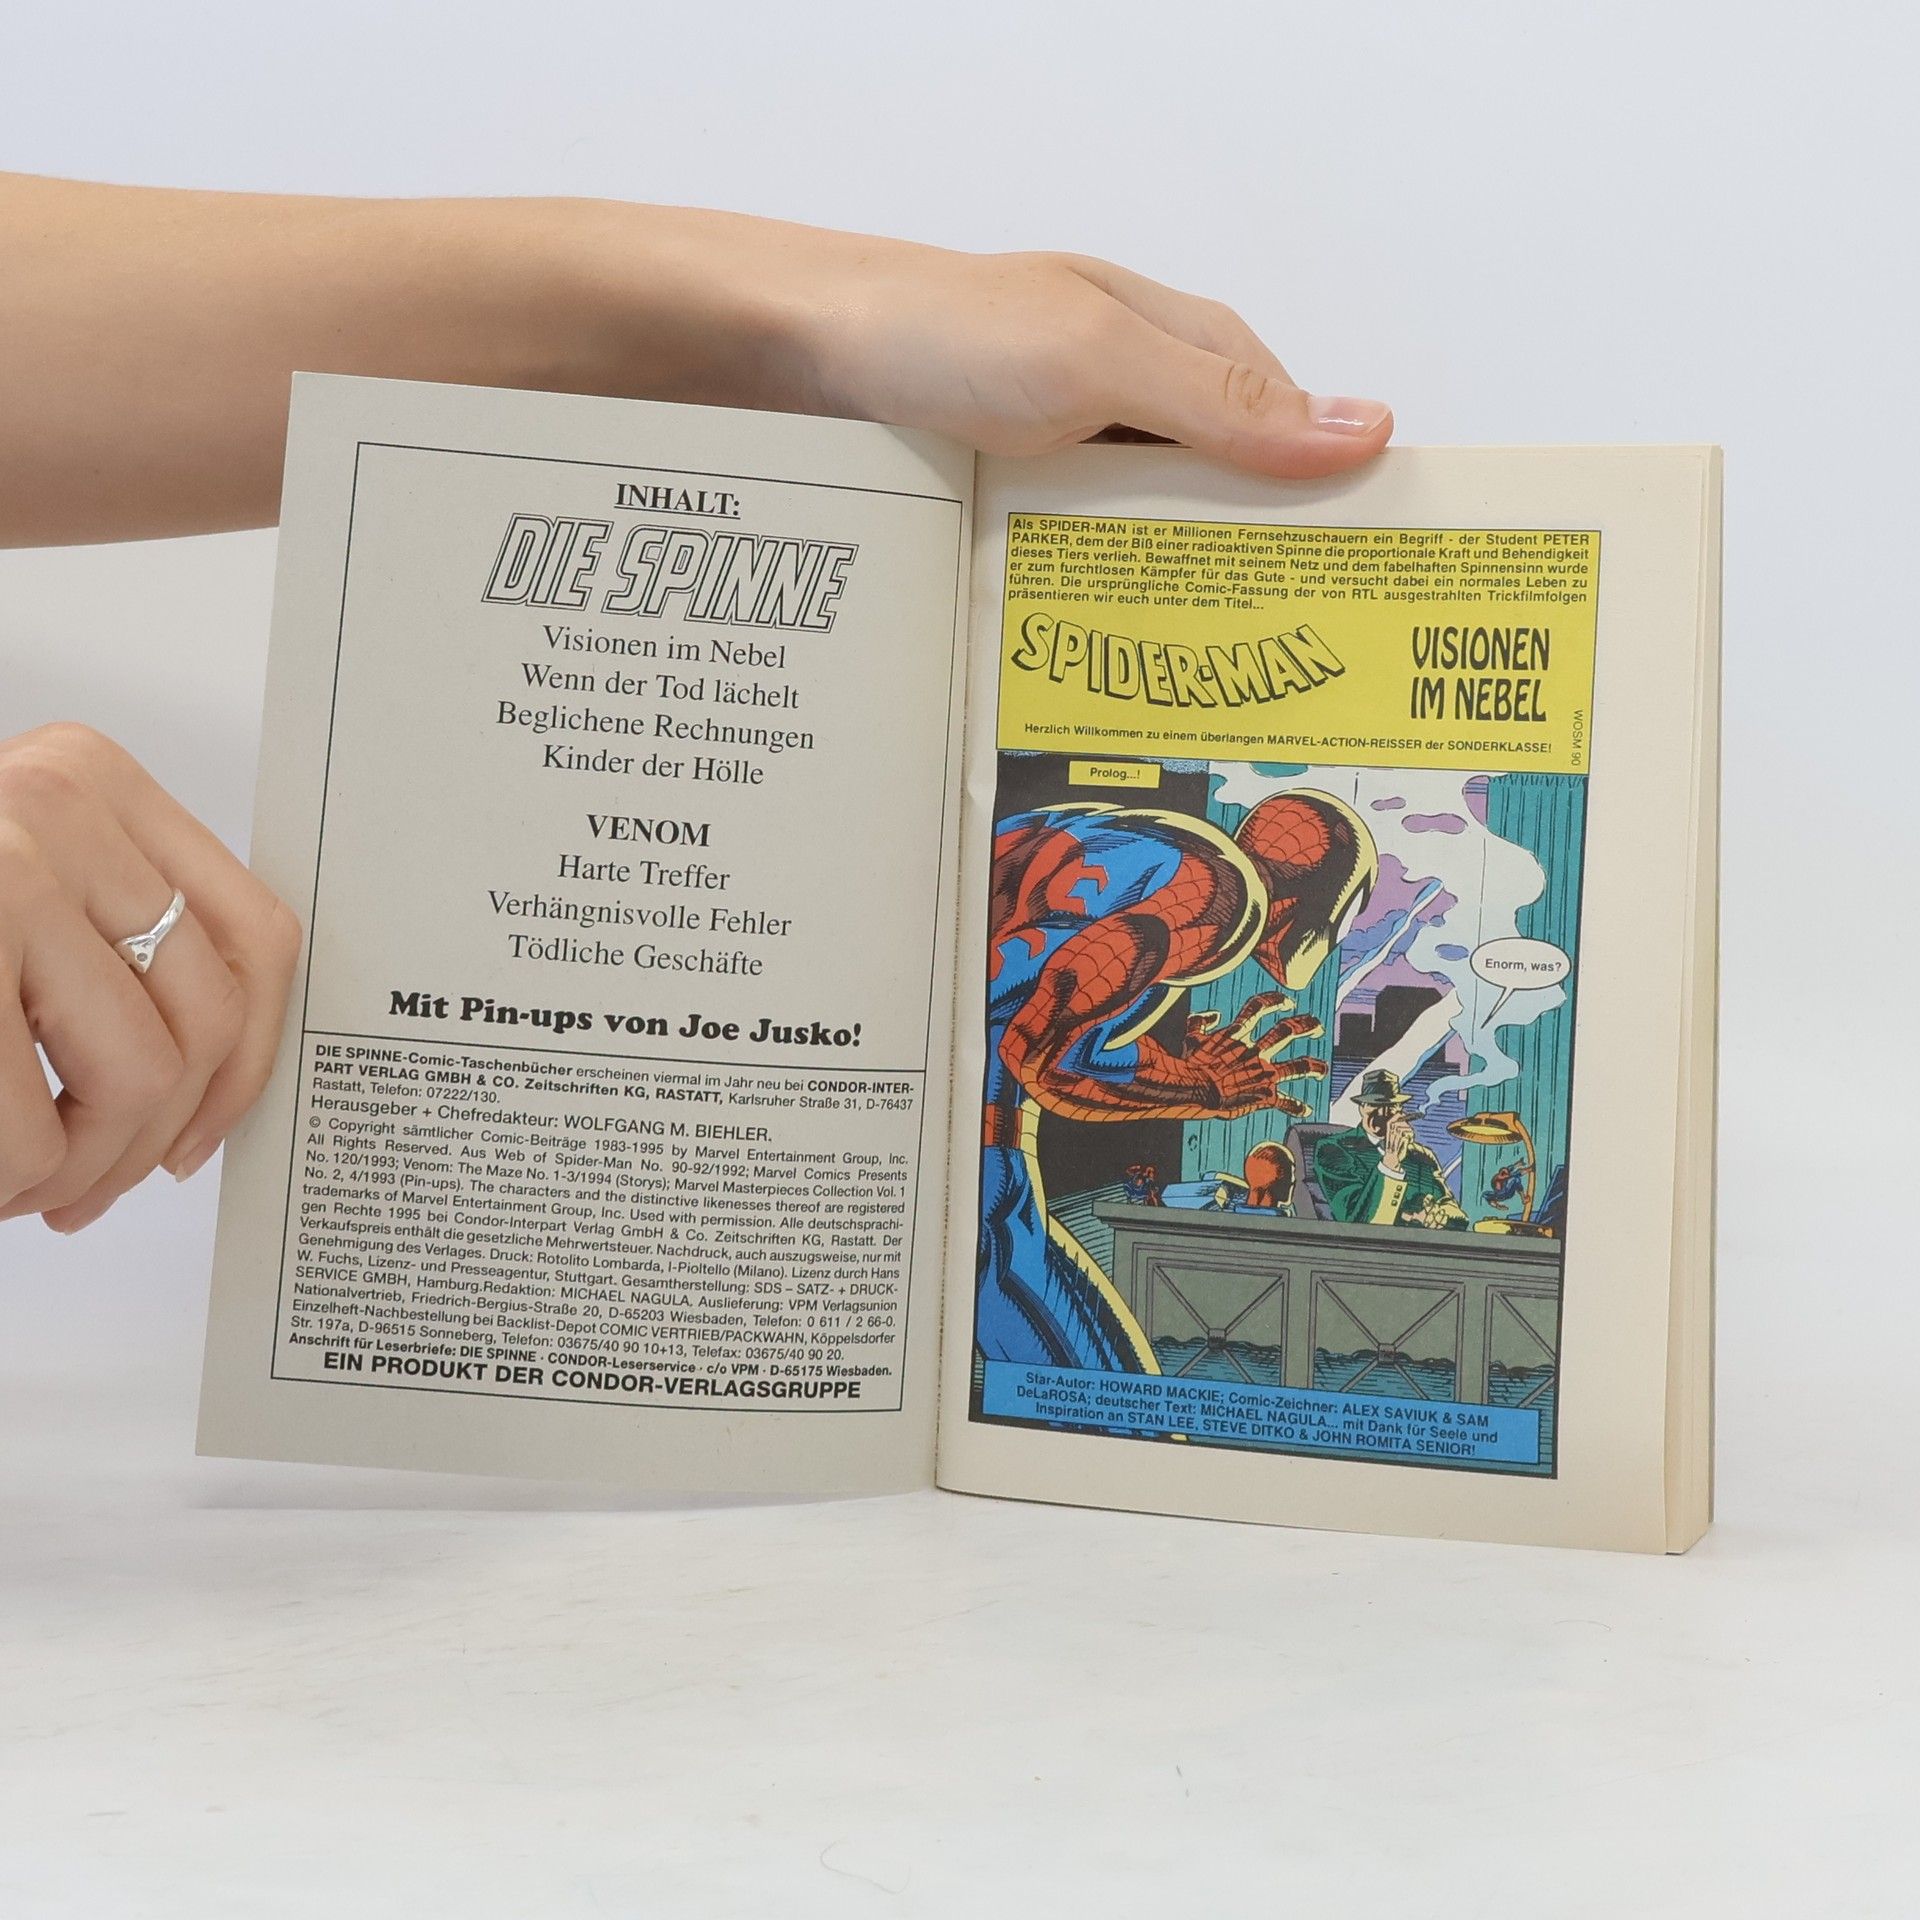 INHALT:
DIE SPINNE
Visionen im Nebel
Wenn der Tod lächelt
Beglichene Rechnungen
Kinder der Hölle
VENOM
Harte Treffer
Verhängnisvolle Fehler
Tödliche Geschäfte
Mit Pin-ups von Joe Jusko!
DIE SPINNE-Comic-Taschenbücher erscheinen viermal im Jahr neu bei CONDOR-INTER-
PART VERLAG GMBH & CO. Zeitschriften KG, RASTATT, Karlsruher Straße 31, D-76437
Rastatt, Telefon: 07222/130.
Herausgeber + Chefredakteur: WOLFGANG M. BIEHLER.
© Copyright sämtlicher Comic-Beiträge 1983-1995 by Marvel Entertainment Group, Inc.
All Rights Reserved. Aus Web of Spider-Man No. 90-92/1992; Marvel Comics Presents
No. 120/1993; Venom: The Maze No. 1-3/1994 (Storys); Marvel Masterpieces Collection Vol. 1
No. 2, 4/1993 (Pin-ups). The characters and the distinctive likenesses thereof are registered
trademarks of Marvel Entertainment Group, Inc. Used with permission. Alle deutschsprachi-
gen Rechte 1995 bei Condor-Interpart Verlag GmbH & Co. Zeitschriften KG, Rastatt. Der
Verkaufspreis enthält die gesetzliche Mehrwertsteuer. Nachdruck, auch auszugsweise, nur mit
Genehmigung des Verlages. Druck: Rotolito Lombarda, I-Pioltello (Milano). Lizenz durch Hans
W. Fuchs, Lizenz- und Presseagentur, Stuttgart. Gesamtherstellung: SDS – SATZ- + DRUCK-
SERVICE GMBH, Hamburg.Redaktion: MICHAEL NAGULA, Auslieferung: VPM Verlagsunion
Nationalvertrieb, Friedrich-Bergius-Straße 20, D-65203 Wiesbaden, Telefon: 0 611 / 2 66-0.
Einzelheft-Nachbestellung bei Backlist-Depot COMIC VERTRIEB/PACKWAHN, Köppelsdorfer
Str. 197a, D-96515 Sonneberg, Telefon: 03675/40 90 10+13, Telefax: 03675/40 90 20.
Anschrift für Leserbriefe: DIE SPINNE · CONDOR-Leserservice · c/o VPM · D-65175 Wiesbaden.
EIN PRODUKT DER CONDOR-VERLAGSGRUPPE
Als SPIDER-MAN ist er Millionen Fernsehzuschauern ein Begriff - der Student PETER
PARKER, dem der Biß einer radioaktiven Spinne die proportionale Kraft und Behendigkeit
dieses Tiers verlieh. Bewaffnet mit seinem Netz und dem fabelhaften Spinnensinn wurde
er zum furchtlosen Kämpfer für das Gute - und versucht dabei ein normales Leben zu
führen. Die ursprüngliche Comic-Fassung der von RTL ausgestrahlten Trickfilmfolgen
präsentieren wir euch unter dem Titel...
SPIDER-MAN
VISIONEN
IM NEBEL
WOSM 90
Herzlich Willkommen zu einem überlangen MARVEL-ACTION-REISSER der SONDERKLASSE!
Prolog...!
Enorm, was?
Star-Autor: HOWARD MACKIE; Comic-Zeichner: ALEX SAVIUK & SAM
DeLaROSA; deutscher Text: MICHAEL NAGULA... mit Dank für Seele und
Inspiration an STAN LEE, STEVE DITKO & JOHN ROMITA SENIOR!